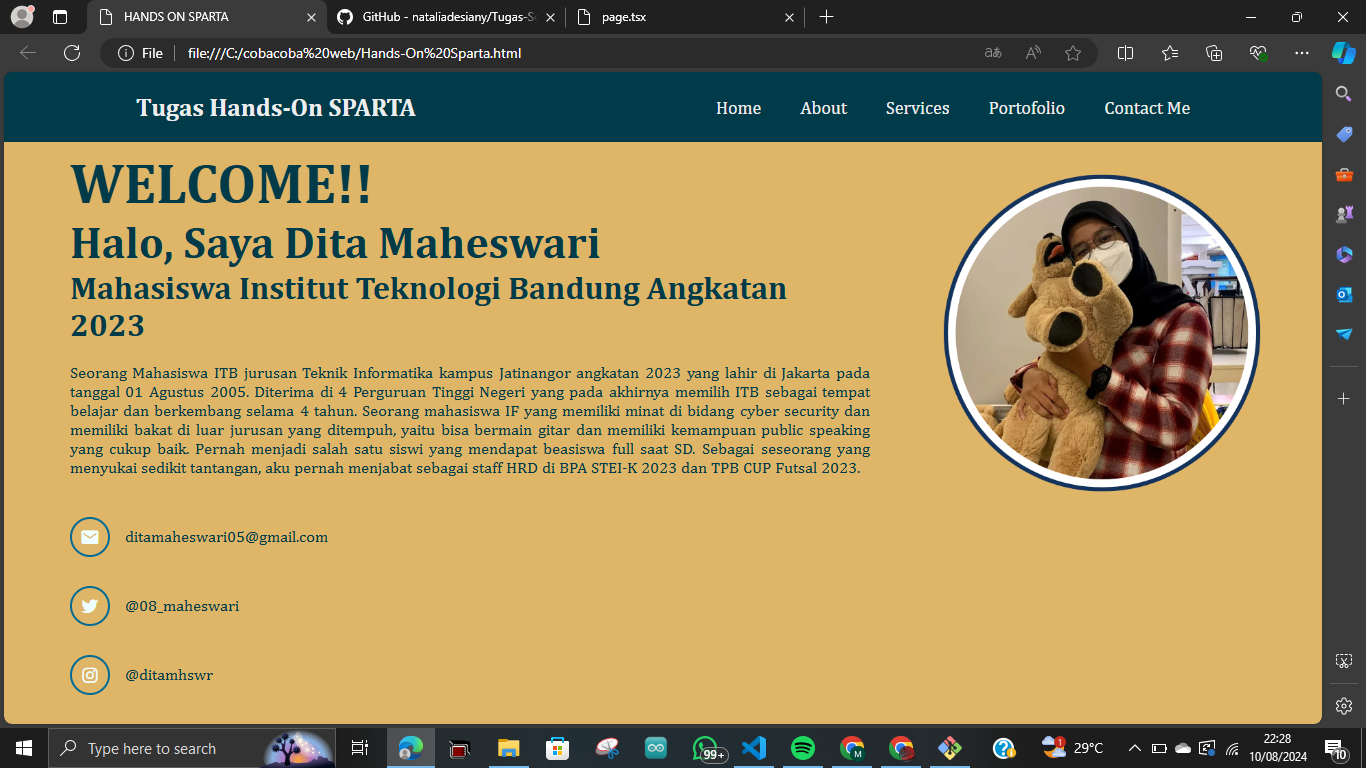 HANDS ON SPARTA
GitHub - nataliadesiany/Tugas-S
page.tsx
File
file:///C:/cobacoba%20web/Hands-On%20Sparta.html
Tugas Hands-On SPARTA
Home
About
Services
Portofolio
Contact Me
WELCOME!!
Halo, Saya Dita Maheswari
Mahasiswa Institut Teknologi Bandung Angkatan
2023
Seorang Mahasiswa ITB jurusan Teknik Informatika kampus Jatinangor angkatan 2023 yang lahir di Jakarta pada
tanggal 01 Agustus 2005. Diterima di 4 Perguruan Tinggi Negeri yang pada akhirnya memilih ITB sebagai tempat
belajar dan berkembang selama 4 tahun. Seorang mahasiswa IF yang memiliki minat di bidang cyber security dan
memiliki bakat di luar jurusan yang ditempuh, yaitu bisa bermain gitar dan memiliki kemampuan public speaking
yang cukup baik. Pernah menjadi salah satu siswi yang mendapat beasiswa full saat SD. Sebagai seseorang yang
menyukai sedikit tantangan, aku pernah menjabat sebagai staff HRD di BPA STEI-K 2023 dan TPB CUP Futsal 2023.
ditamaheswari05@gmail.com
@08_maheswari
@ditamhswr
Type here to search
99+
M
1
29°C
22:28
10/08/2024
10